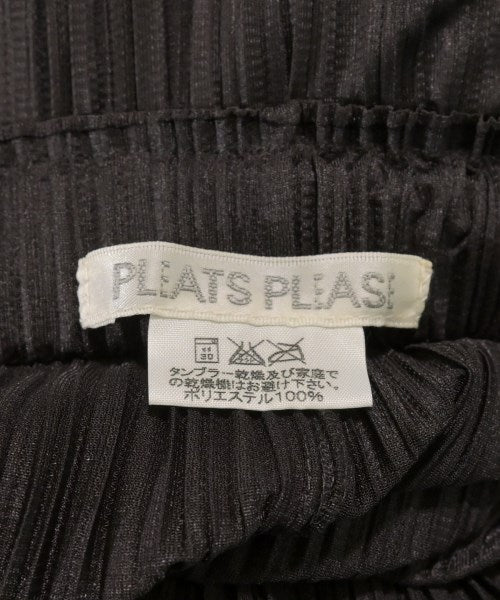 PLEATS PLEASE
30
タンブラー乾燥及び家庭で
の乾燥機はお避け下さい。
ポリエステル100%